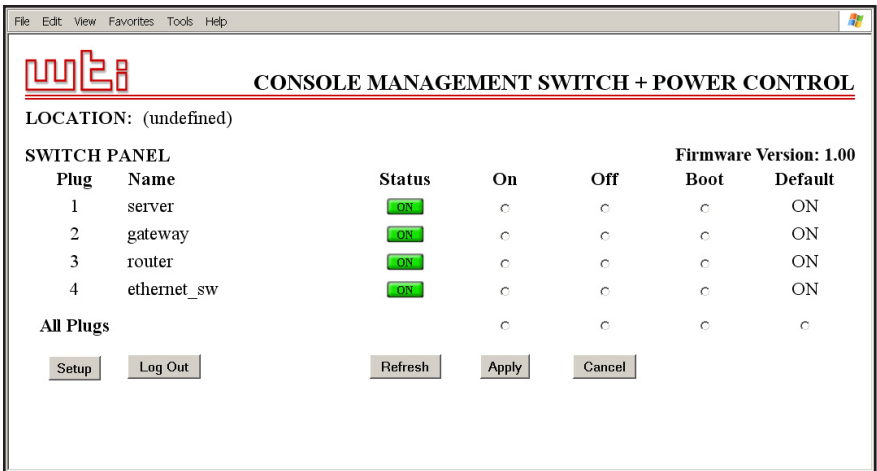 File Edit View Favorites Tools Help
wti
CONSOLE MANAGEMENT SWITCH + POWER CONTROL
LOCATION: (undefined)
SWITCH PANEL Firmware Version: 1.00
Plug Name Status On Off Boot Default
1 server ON ON
2 gateway ON ON
3 router ON ON
4 ethernet_sw ON ON
All Plugs
Setup Log Out Refresh Apply Cancel